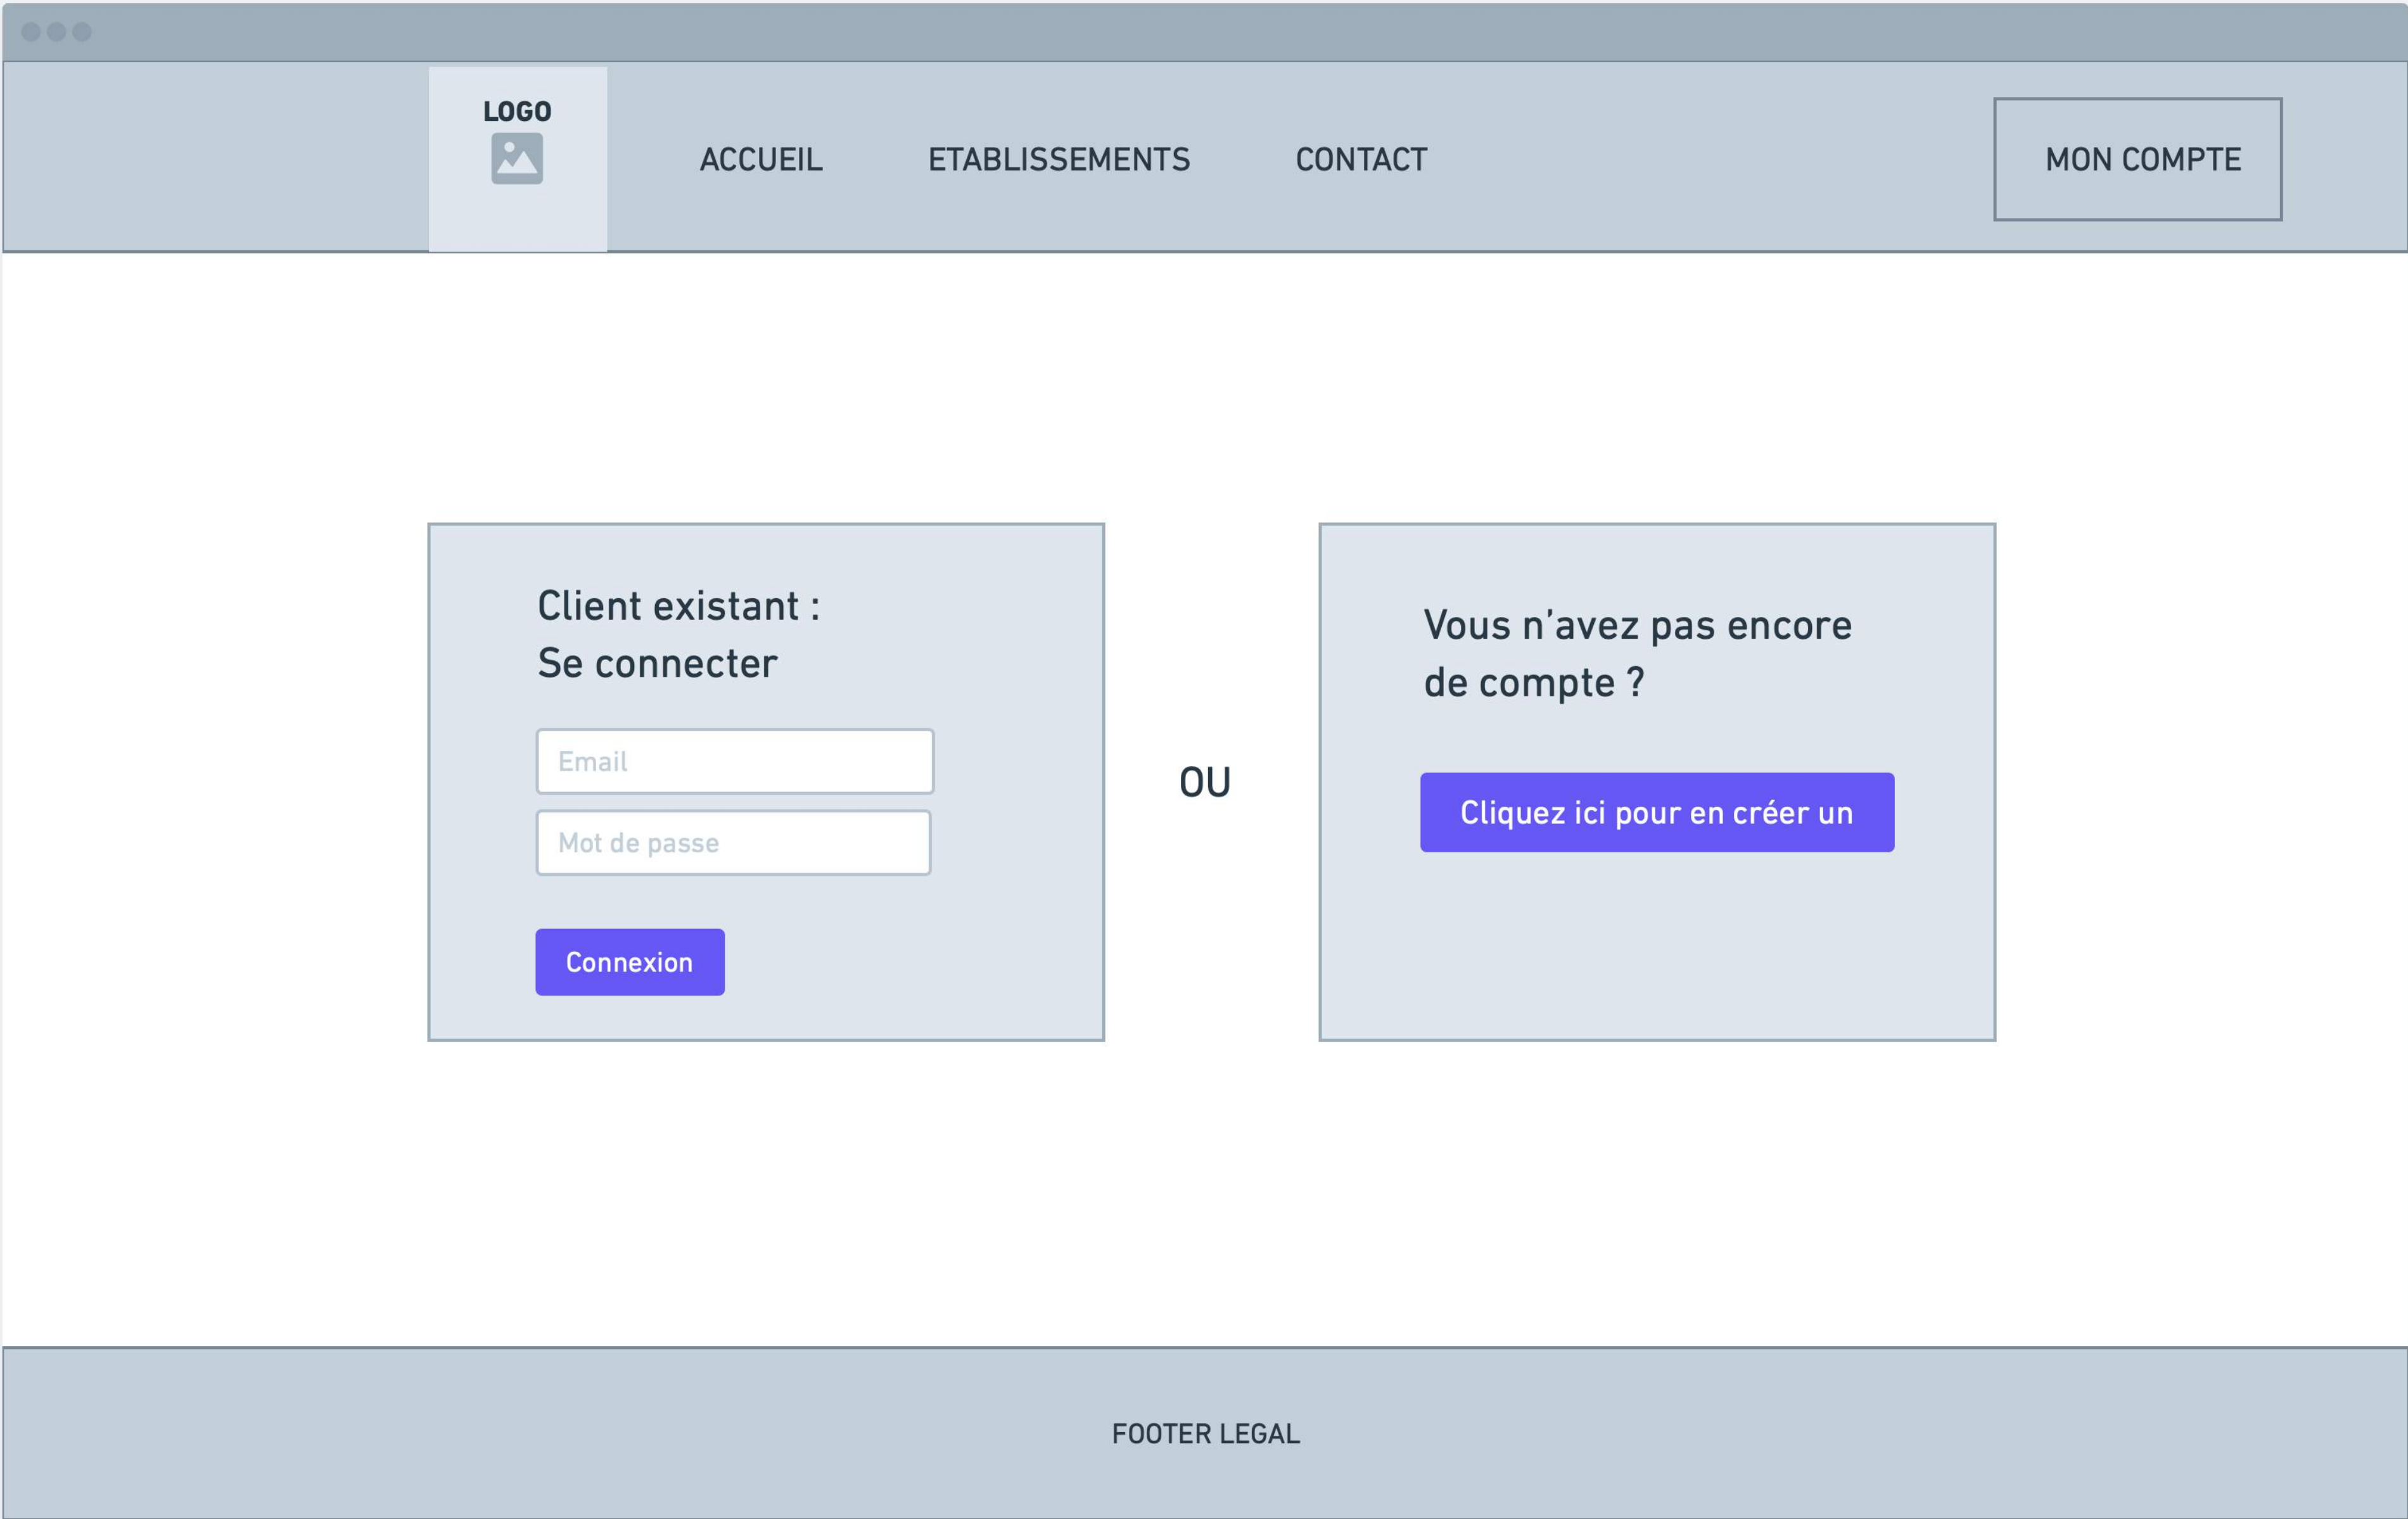 LOGO
ACCUEIL
ETABLISSEMENTS
CONTACT
MON COMPTE
Client existant :
Se connecter
Email
Mot de passe
Connexion
OU
Vous n'avez pas encore
de compte ?
Cliquez ici pour en créer un
FOOTER LEGAL